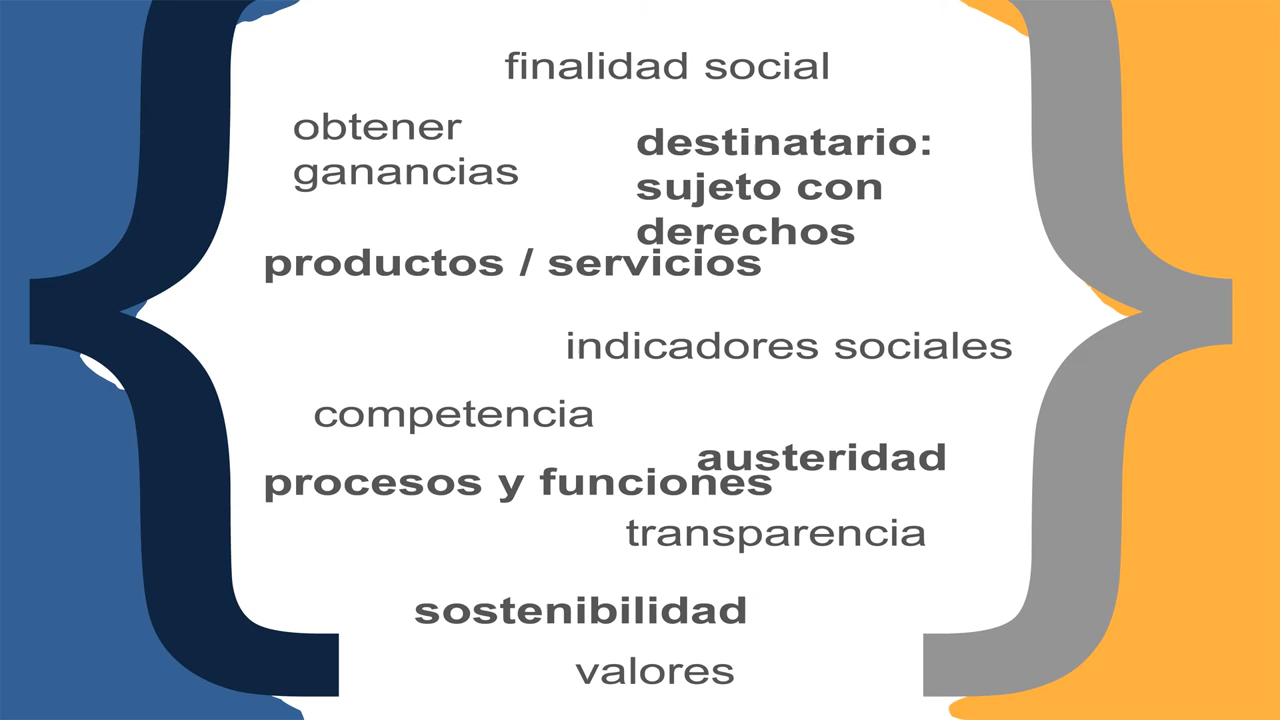 finalidad social
obtener
ganancias
destinatario:
sujeto con
derechos
productos / servicios
indicadores sociales
competencia
austeridad
procesos y funciones
transparencia
sostenibilidad
valores